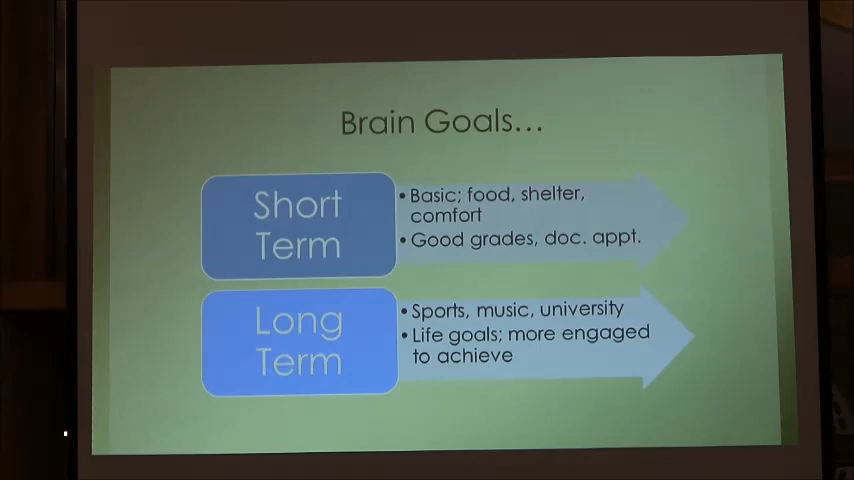 Brain Goals...
Short
Term
• Basic; food, shelter,
comfort
• Good grades, doc. appt.
Long
Term
• Sports, music, university
• Life goals; more engaged
to achieve